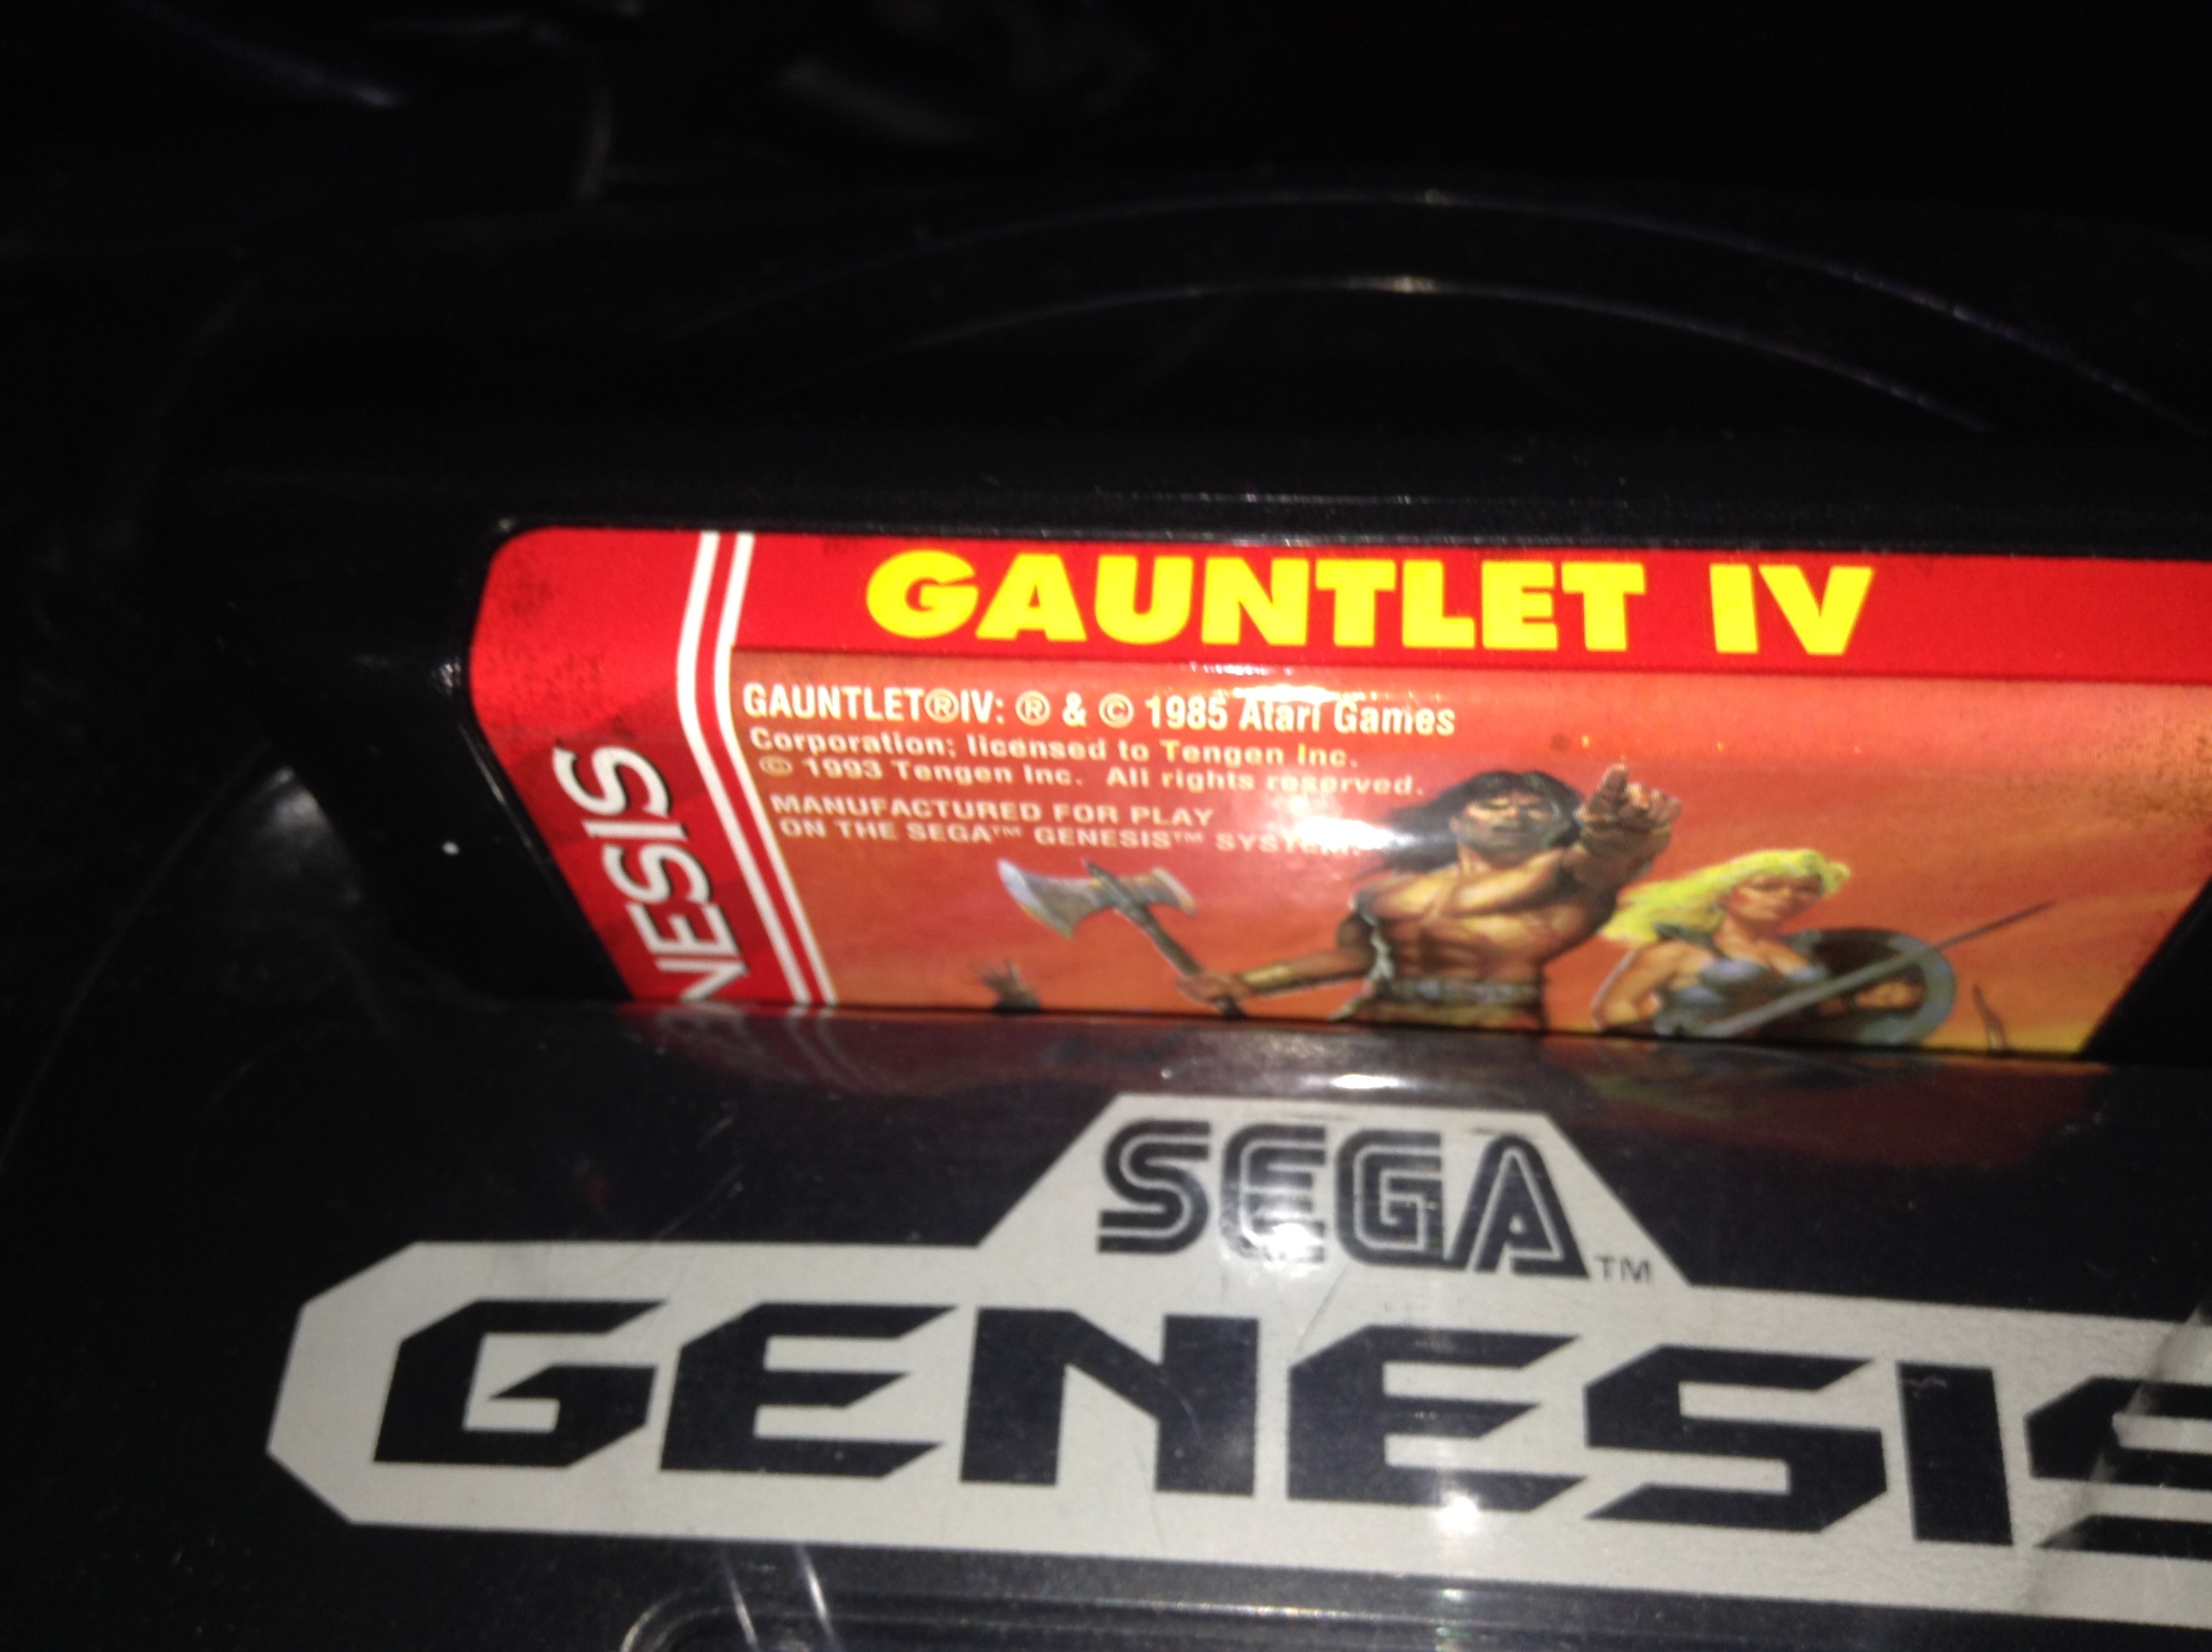 GAUNTLET IV
GAUNTLET®IV: ® & © 1985 Atari Games
Corporation; licensed to Tengen Inc.
© 1993 Tengen Inc. All rights reserved.
MANUFACTURED FOR PLAY
ON THE SEGA™ GENESIS™ SYSTEM.
NESIS
SEGA™
GENESIS